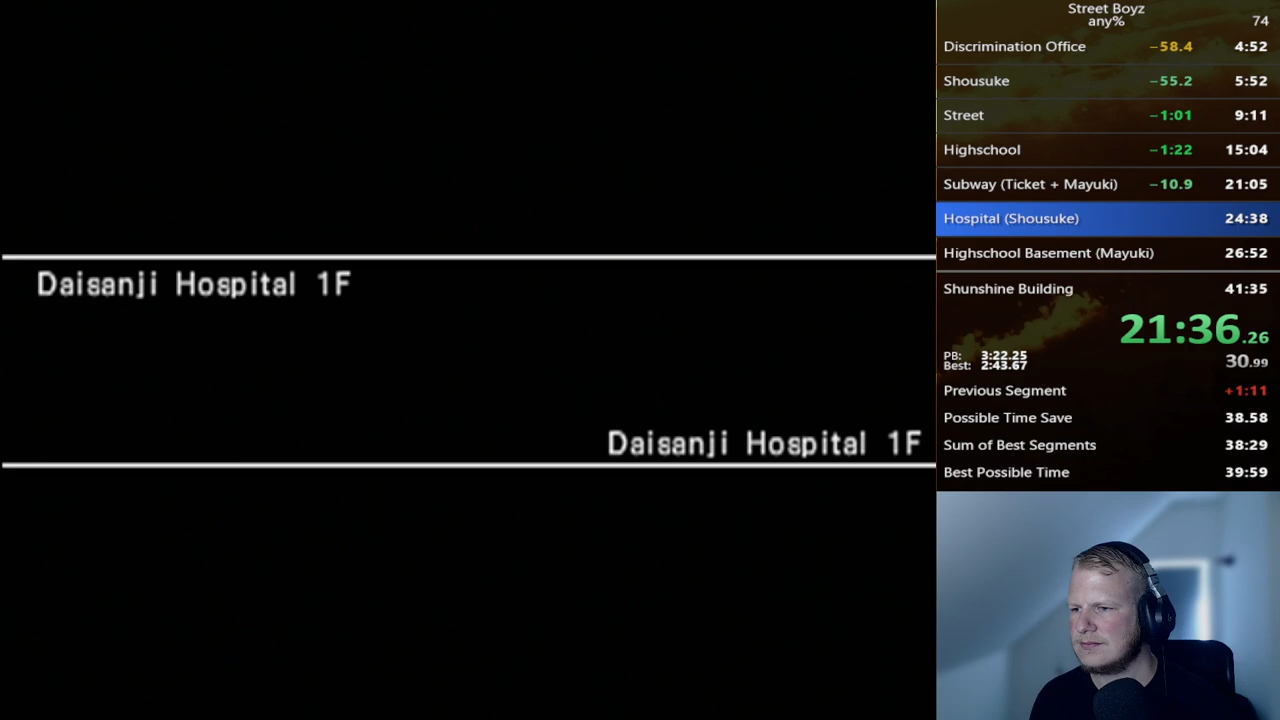 Daisanji Hospital 1F
Daisanji Hospital 1F
Street Boyz
any% 74
Discrimination Office -58.4 4:52
Shousuke -55.2 5:52
Street -1:01 9:11
Highschool -1:22 15:04
Subway (Ticket + Mayuki) -10.9 21:05
Hospital (Shousuke) 24:38
Highschool Basement (Mayuki) 26:52
Shunshine Building 41:35
21:36.26
PB: 3:22.25
Best: 2:43.67
30.99
Previous Segment +1:11
Possible Time Save 38.58
Sum of Best Segments 38:29
Best Possible Time 39:59